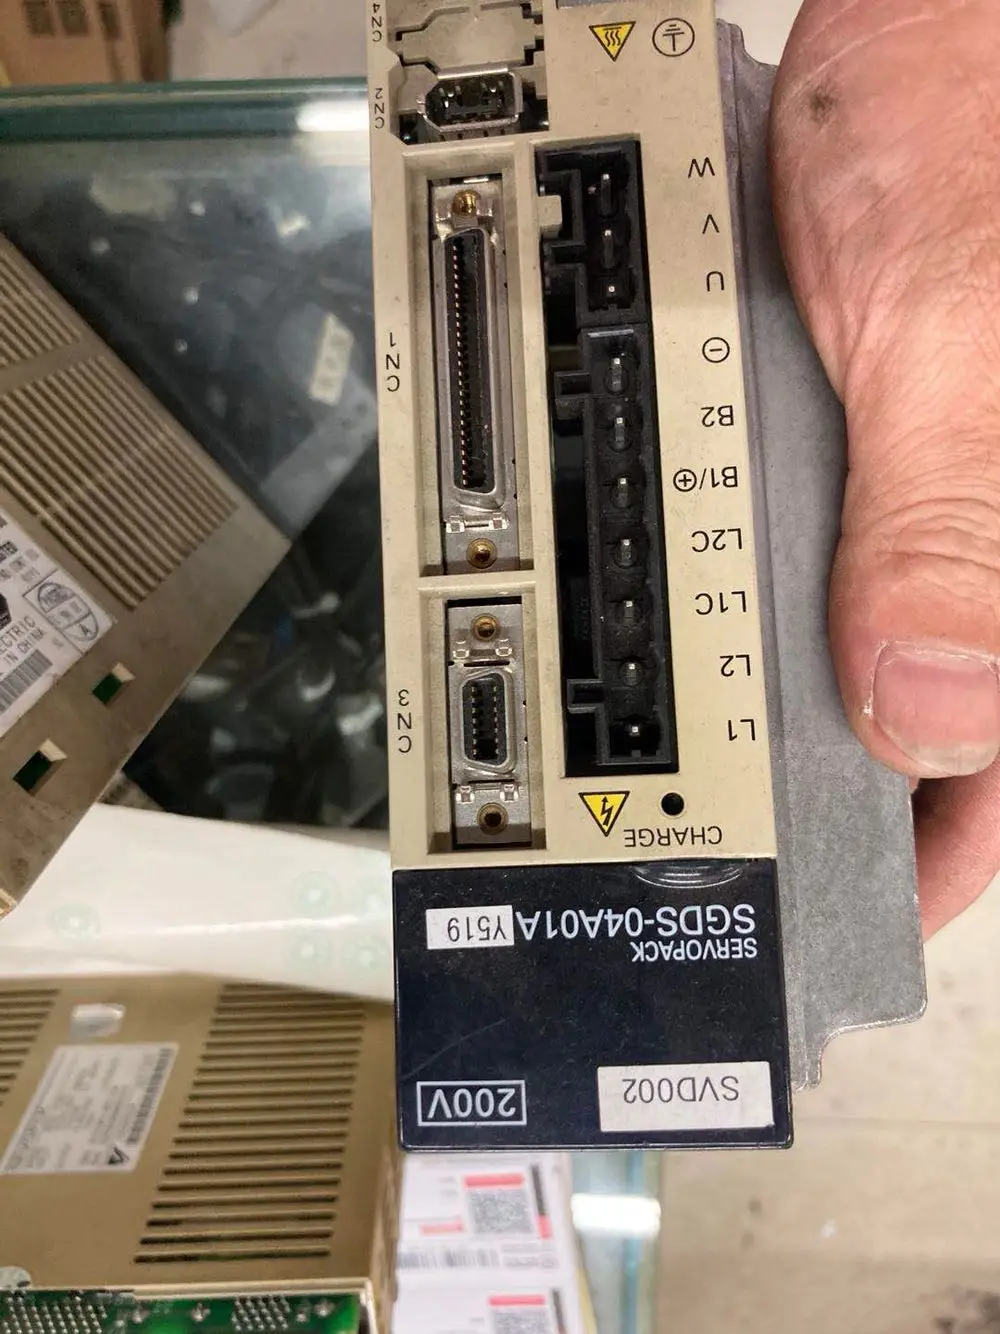 200V
SVD002
SERVOPACK
SGDS-04A01A
Y519
CHARGE
L1
L2
L1C
L2C
B1/⊕
B2
⊖
U
V
W
CN3
CN1
CN2
CN4
IN CHINA